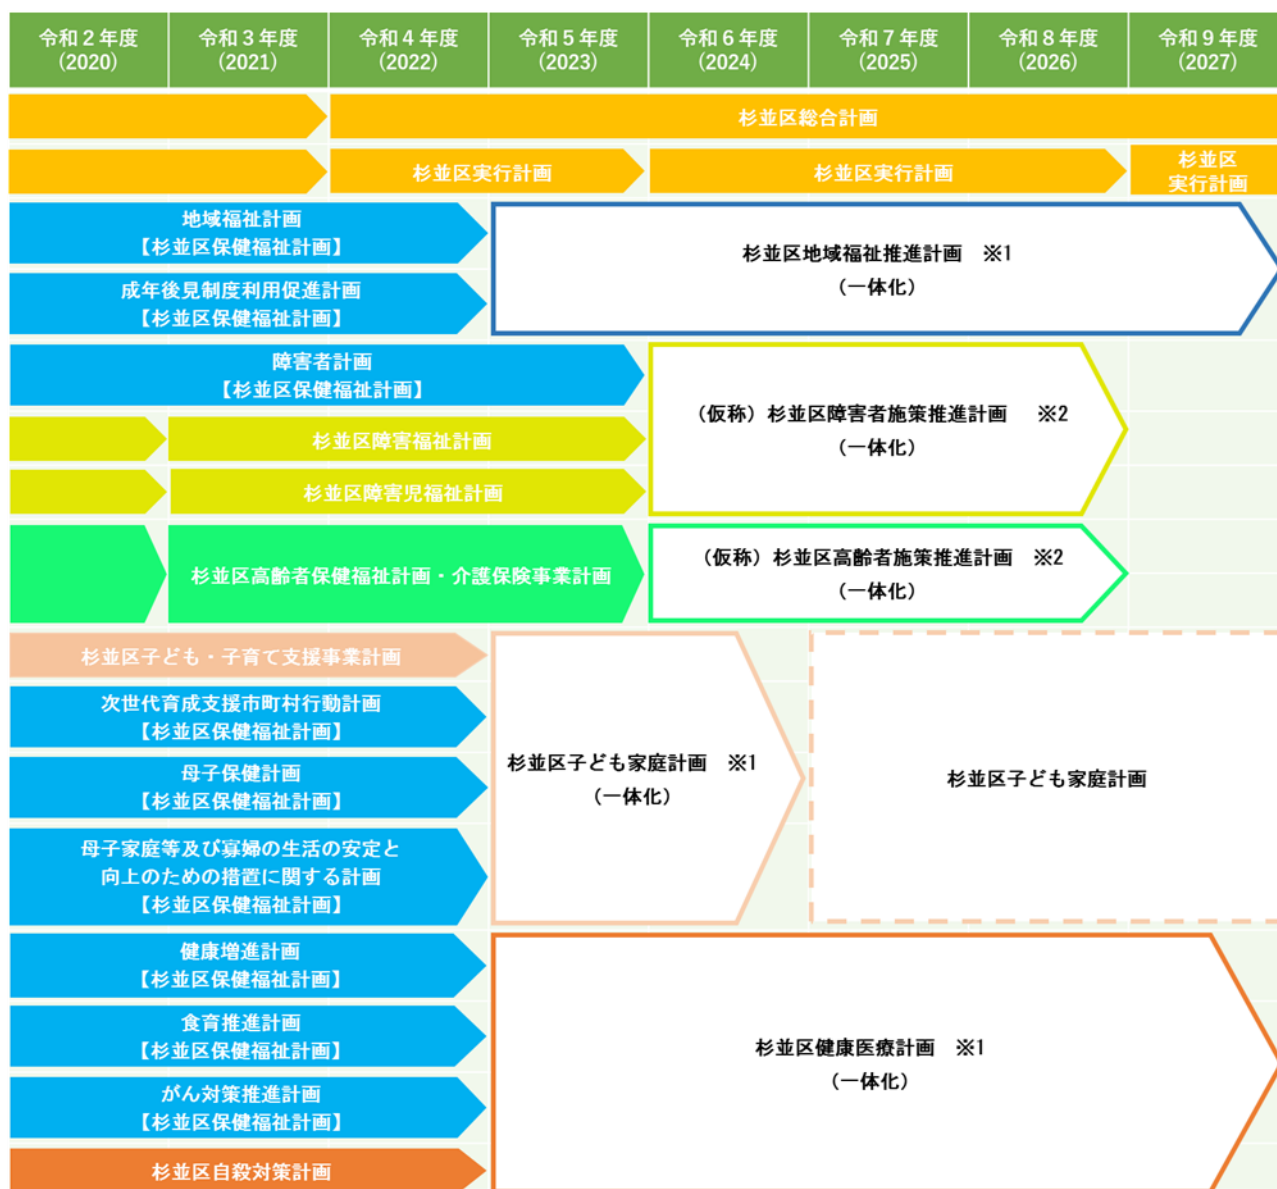 令和２年度
(2020)
令和３年度
(2021)
令和４年度
(2022)
令和５年度
(2023)
令和６年度
(2024)
令和７年度
(2025)
令和８年度
(2026)
令和９年度
(2027)
杉並区総合計画
杉並区実行計画
杉並区実行計画
杉並区
実行計画
地域福祉計画
【杉並区保健福祉計画】
成年後見制度利用促進計画
【杉並区保健福祉計画】
杉並区地域福祉推進計画　※1
（一体化）
障害者計画
【杉並区保健福祉計画】
杉並区障害福祉計画
杉並区障害児福祉計画
（仮称）杉並区障害者施策推進計画　※2
（一体化）
杉並区高齢者保健福祉計画・介護保険事業計画
（仮称）杉並区高齢者施策推進計画　※2
（一体化）
杉並区子ども・子育て支援事業計画
次世代育成支援市町村行動計画
【杉並区保健福祉計画】
母子保健計画
【杉並区保健福祉計画】
母子家庭等及び寡婦の生活の安定と
向上のための措置に関する計画
【杉並区保健福祉計画】
杉並区子ども家庭計画　※1
（一体化）
杉並区子ども家庭計画
健康増進計画
【杉並区保健福祉計画】
食育推進計画
【杉並区保健福祉計画】
がん対策推進計画
【杉並区保健福祉計画】
杉並区自殺対策計画
杉並区健康医療計画　※1
（一体化）